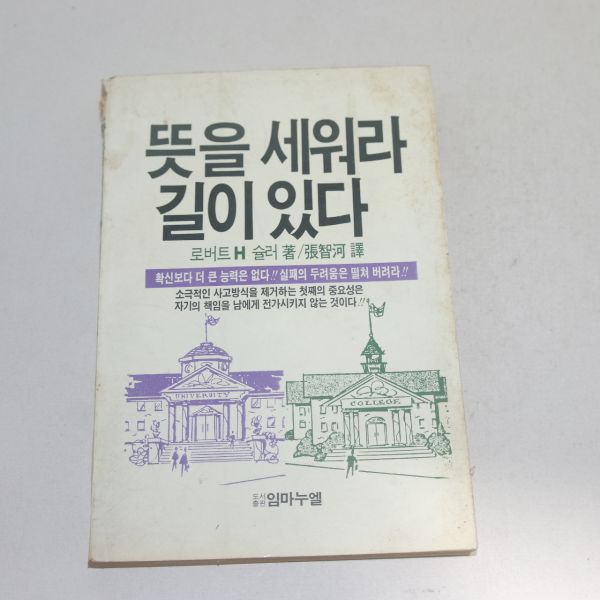 뜻을 세워라
길이 있다
로버트 H 슐러 著/張智河 譯
확신보다 더 큰 능력은 없다!! 실패의 두려움은 떨쳐 버려라!!
소극적인 사고방식을 제거하는 첫째의 중요성은
자기의 책임을 남에게 전가시키지 않는 것이다.!!
UNIVERSITY
COLLEGE
도서출판 임마누엘